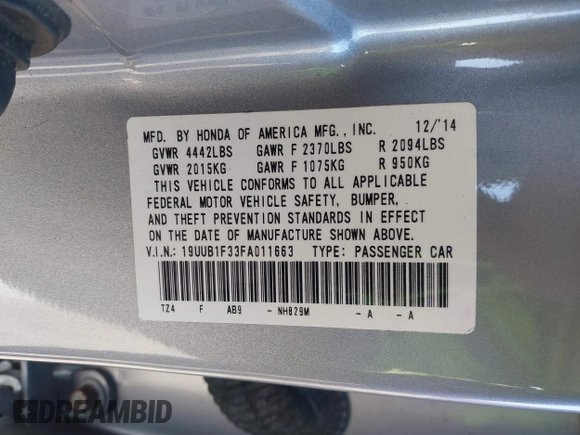 MFD. BY HONDA OF AMERICA MFG., INC. 12/'14
GVWR 4442LBS GAWR F 2370LBS R 2094LBS
GVWR 2015KG GAWR F 1075KG R 950KG
THIS VEHICLE CONFORMS TO ALL APPLICABLE
FEDERAL MOTOR VEHICLE SAFETY, BUMPER,
AND THEFT PREVENTION STANDARDS IN EFFECT
ON THE DATE OF MANUFACTURE SHOWN ABOVE.
V.I.N.: 19UUB1F33FA011663 TYPE: PASSENGER CAR
TZ4 F AB9 - NH829M - A - A
DREAMBID